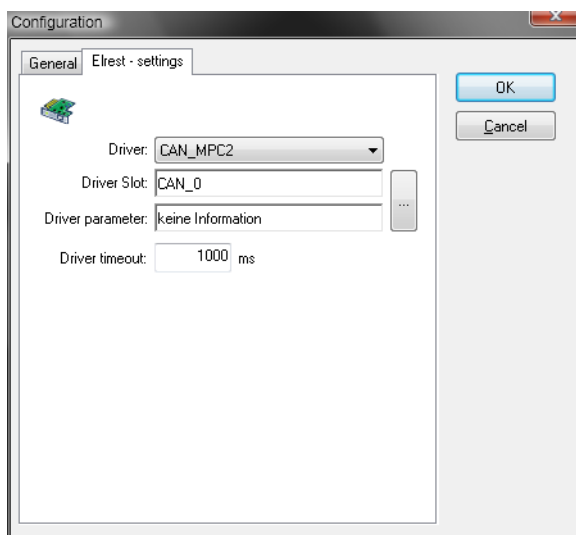 Configuration
General
Elrest - settings
OK
Cancel
Driver: CAN_MPC2
Driver Slot: CAN_0
...
Driver parameter: keine Information
Driver timeout: 1000 ms